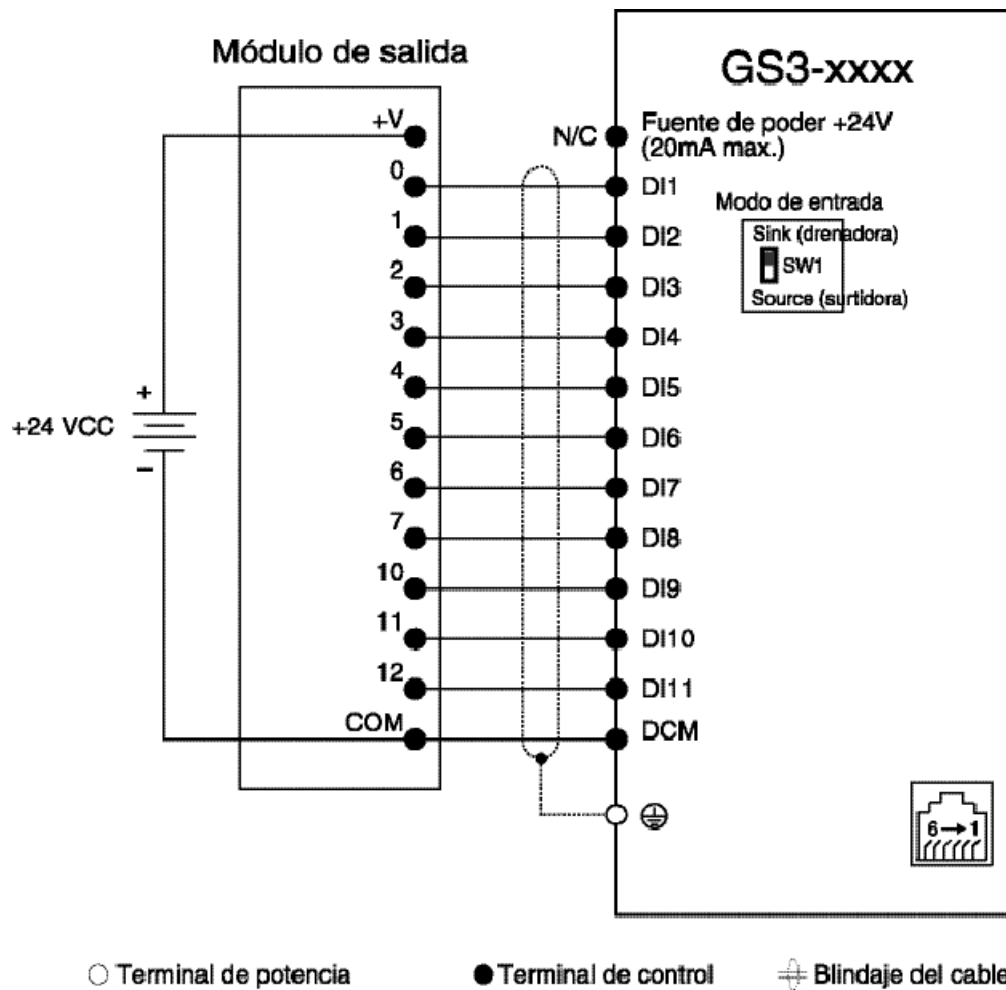 Módulo de salida
GS3-xxxx
+V
N/C
Fuente de poder +24V
(20mA max.)
0
DI1
Modo de entrada
1
DI2
Sink (drenadora)
SW1
2
DI3
Source (surtidora)
3
DI4
4
DI5
+
+24 VCC
−
5
DI6
6
DI7
7
DI8
10
DI9
11
DI10
12
DI11
COM
DCM
6→1
Terminal de potencia
Terminal de control
Blindaje del cable